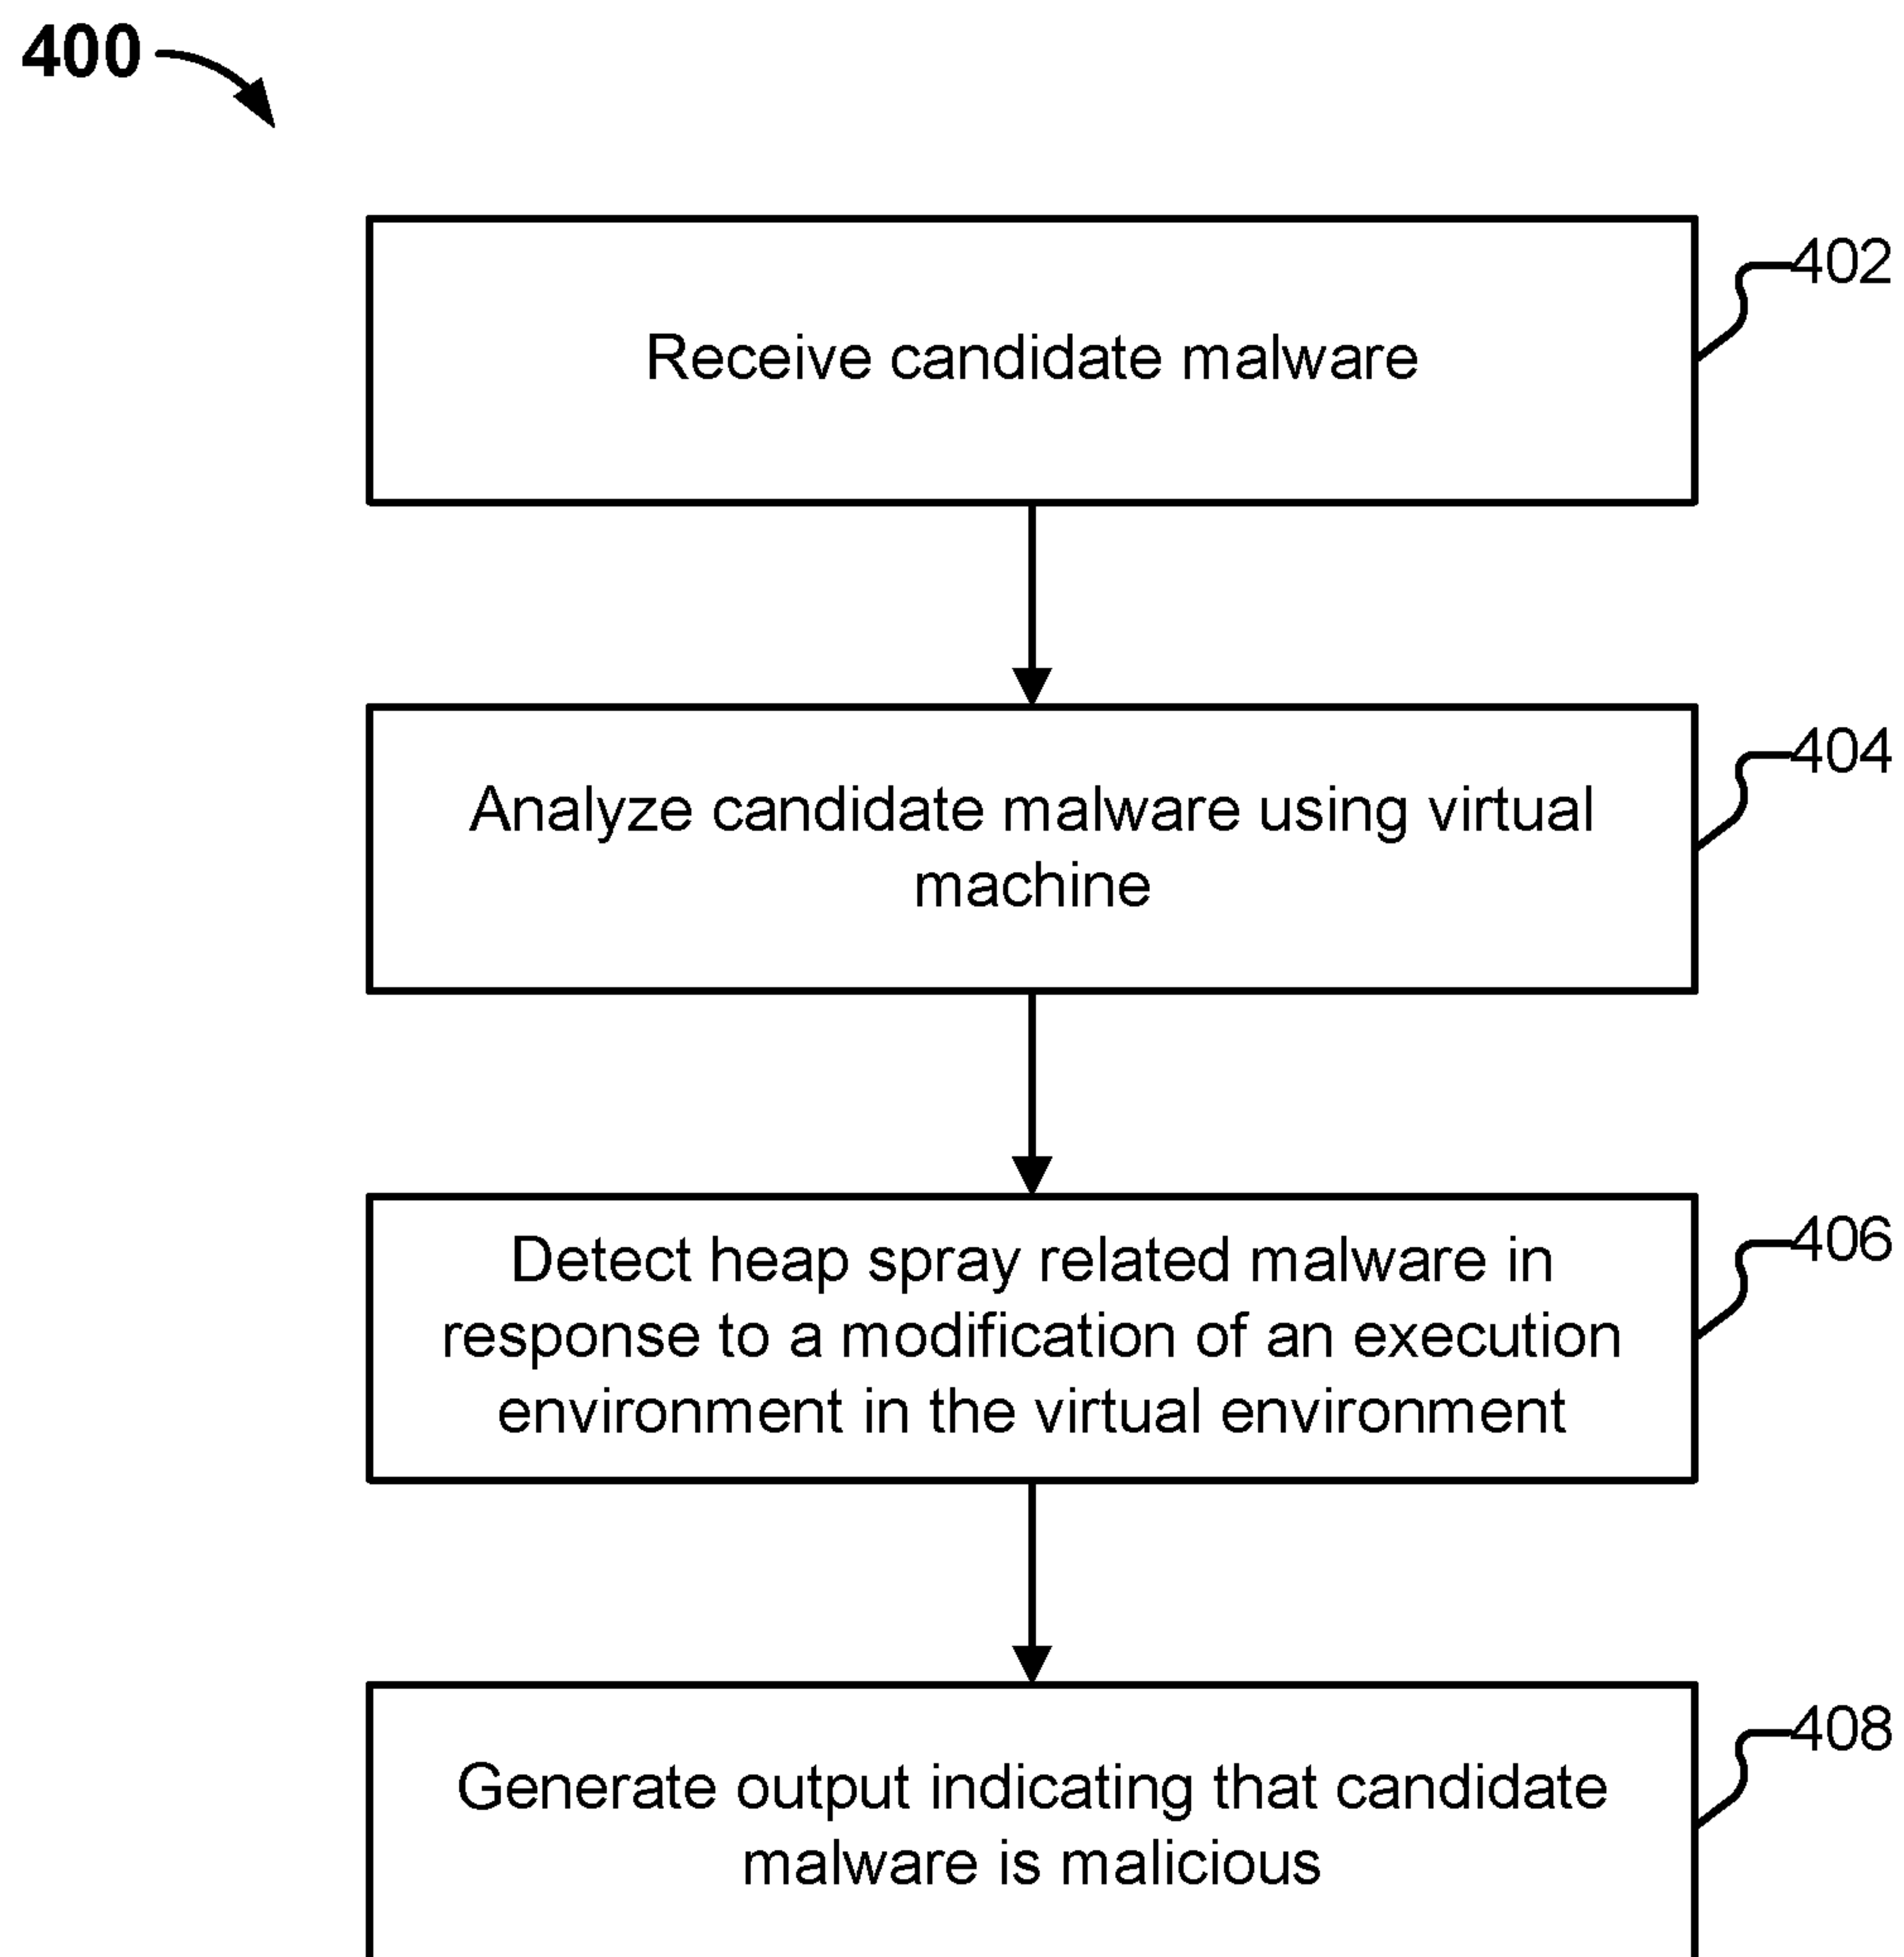 400
Receive candidate malware
402
Analyze candidate malware using virtual
machine
404
Detect heap spray related malware in
response to a modification of an execution
environment in the virtual environment
406
Generate output indicating that candidate
malware is malicious
408